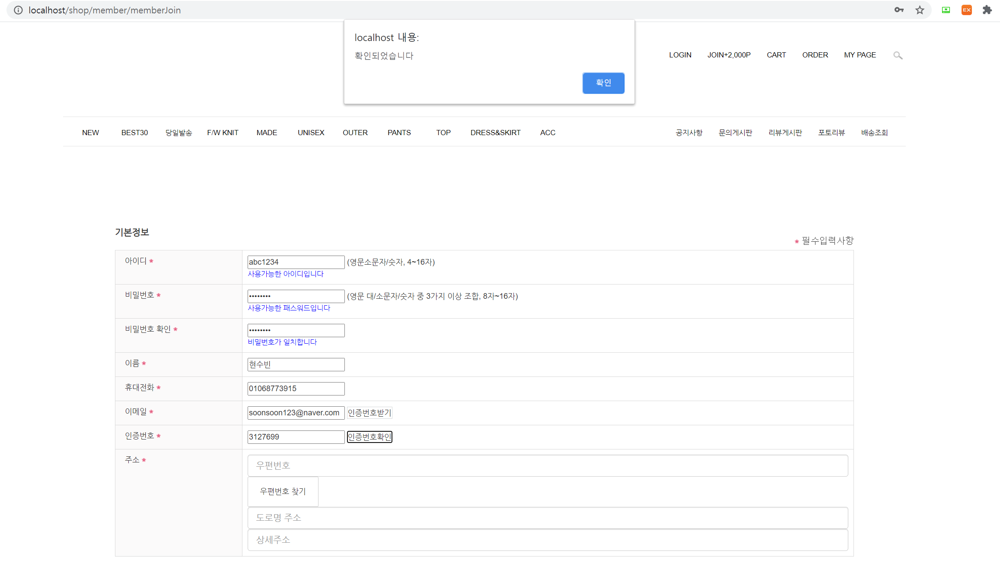 localhost/shop/member/memberJoin
EX
localhost 내용:
확인되었습니다
확인
LOGIN JOIN+2,000P CART ORDER MY PAGE
NEW BEST30 당일발송 F/W KNIT MADE UNISEX OUTER PANTS TOP DRESS&SKIRT ACC 공지사항 문의게시판 리뷰게시판 포토리뷰 배송조회
기본정보
* 필수입력사항
아이디 * abc1234 (영문소문자/숫자, 4~16자)
사용가능한 아이디입니다
비밀번호 * •••••••• (영문 대/소문자/숫자 중 3가지 이상 조합, 8자~16자)
사용가능한 패스워드입니다
비밀번호 확인 * ••••••••
비밀번호가 일치합니다
이름 * 현수빈
휴대전화 * 01068773915
이메일 * soonsoon123@naver.com 인증번호받기
인증번호 * 3127699 인증번호확인
주소 * 우편번호
우편번호 찾기
도로명 주소
상세주소